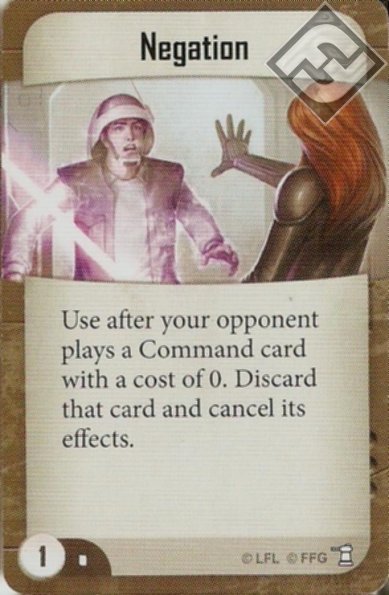 Negation
Use after your opponent
plays a Command card
with a cost of 0. Discard
that card and cancel its
effects.
1
© LFL © FFG